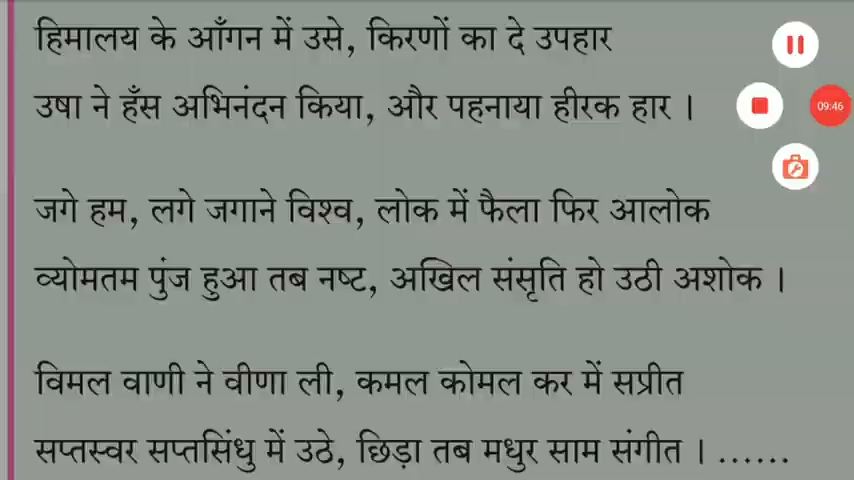 हिमालय के आँगन में उसे, किरणों का दे उपहार
उषा ने हँस अभिनंदन किया, और पहनाया हीरक हार ।
09:46
जगे हम, लगे जगाने विश्व, लोक में फैला फिर आलोक
व्योमतम पुंज हुआ तब नष्ट, अखिल संसृति हो उठी अशोक ।
विमल वाणी ने वीणा ली, कमल कोमल कर में सप्रीत
सप्तस्वर सप्तसिंधु में उठे, छिड़ा तब मधुर साम संगीत । ......